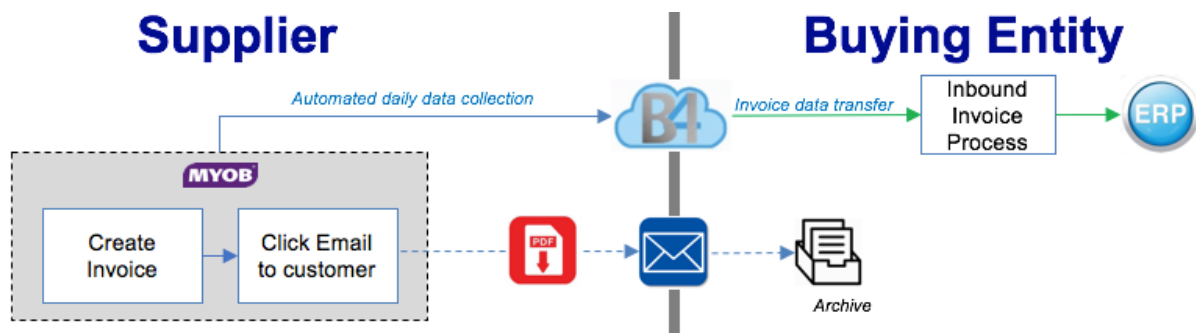 Supplier
Buying Entity
Automated daily data collection
B4
Invoice data transfer
Inbound
Invoice
Process
ERP
MYOB
Create
Invoice
Click Email
to customer
PDF
Archive